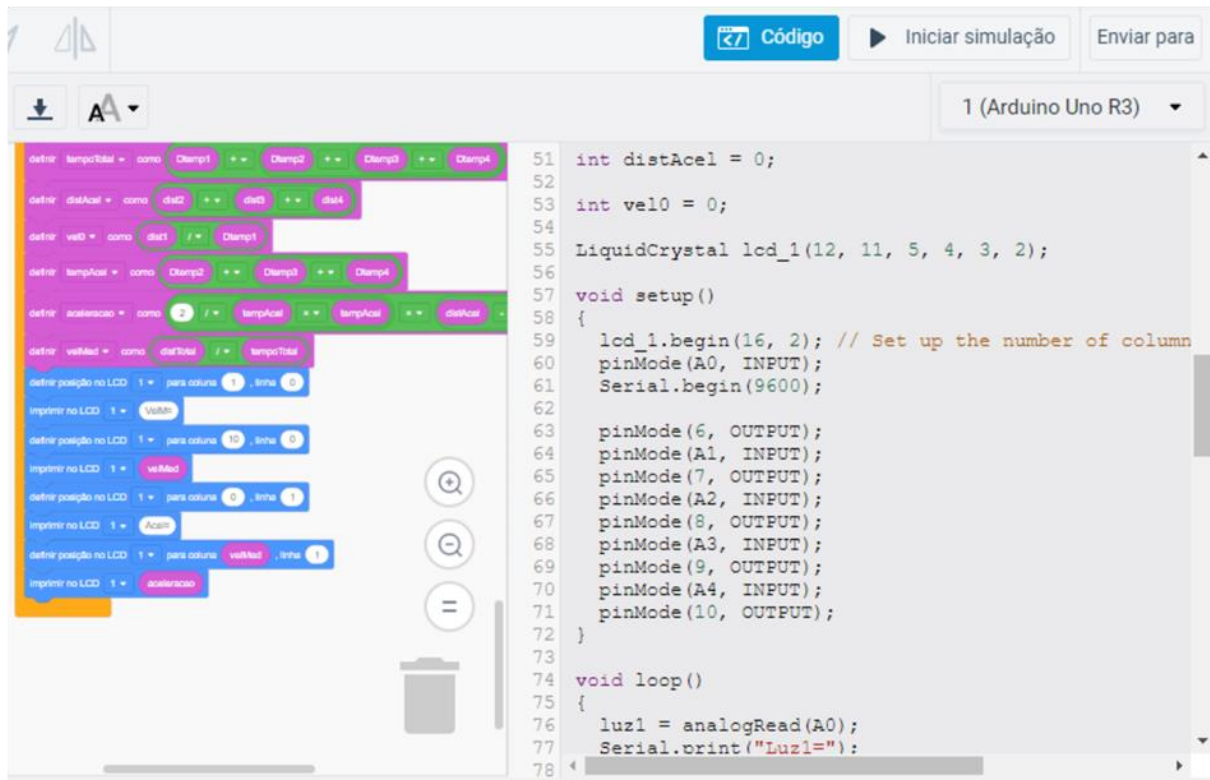 Código
Iniciar simulação
Enviar para
AA
1 (Arduino Uno R3)
definir tempoTotal como Dtemp1 + Dtemp2 + Dtemp3 + Dtemp4
definir distAcel como dist2 + dist3 + dist4
definir vel0 como dist1 / Dtemp1
definir tempAcel como Dtemp2 + Dtemp3 + Dtemp4
definir aceleracao como 2 / tempAcel × tempAcel × distAcel -
definir velMed como distTotal / tempoTotal
definir posição no LCD 1 para coluna 1 , linha 0
imprimir no LCD 1 VelM=
definir posição no LCD 1 para coluna 10 , linha 0
imprimir no LCD 1 velMed
definir posição no LCD 1 para coluna 0 , linha 1
imprimir no LCD 1 Acel=
definir posição no LCD 1 para coluna velMed , linha 1
imprimir no LCD 1 aceleracao
51 int distAcel = 0;
52
53 int vel0 = 0;
54
55 LiquidCrystal lcd_1(12, 11, 5, 4, 3, 2);
56
57 void setup()
58 {
59 lcd_1.begin(16, 2); // Set up the number of column
60 pinMode(A0, INPUT);
61 Serial.begin(9600);
62
63 pinMode(6, OUTPUT);
64 pinMode(A1, INPUT);
65 pinMode(7, OUTPUT);
66 pinMode(A2, INPUT);
67 pinMode(8, OUTPUT);
68 pinMode(A3, INPUT);
69 pinMode(9, OUTPUT);
70 pinMode(A4, INPUT);
71 pinMode(10, OUTPUT);
72 }
73
74 void loop()
75 {
76 luz1 = analogRead(A0);
77 Serial.print("Luz1=");
78